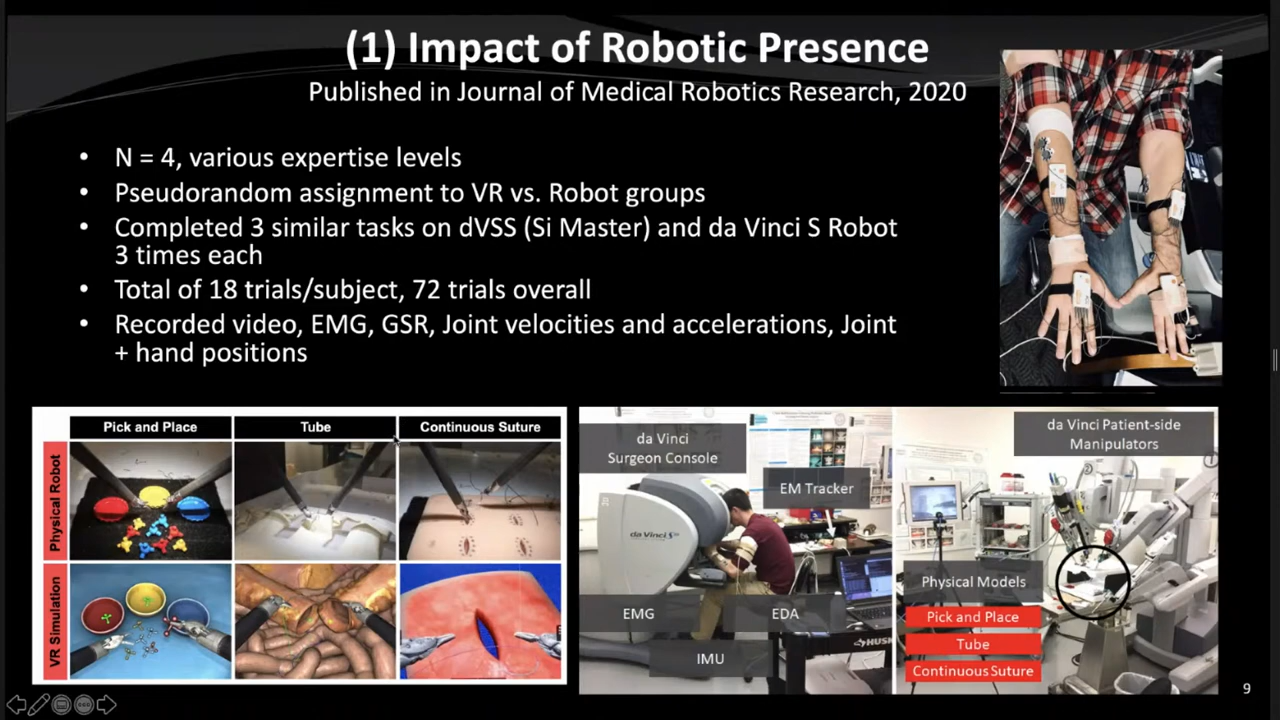 (1) Impact of Robotic Presence
Published in Journal of Medical Robotics Research, 2020
• N = 4, various expertise levels
• Pseudorandom assignment to VR vs. Robot groups
• Completed 3 similar tasks on dVSS (Si Master) and da Vinci S Robot
3 times each
• Total of 18 trials/subject, 72 trials overall
• Recorded video, EMG, GSR, Joint velocities and accelerations, Joint
+ hand positions
Pick and Place
Tube
Continuous Suture
Physical Robot
VR Simulation
da Vinci
Surgeon Console
EM Tracker
da Vinci
EMG
EDA
IMU
HUSK
da Vinci Patient-side
Manipulators
Physical Models
Pick and Place
Tube
Continuous Suture
9